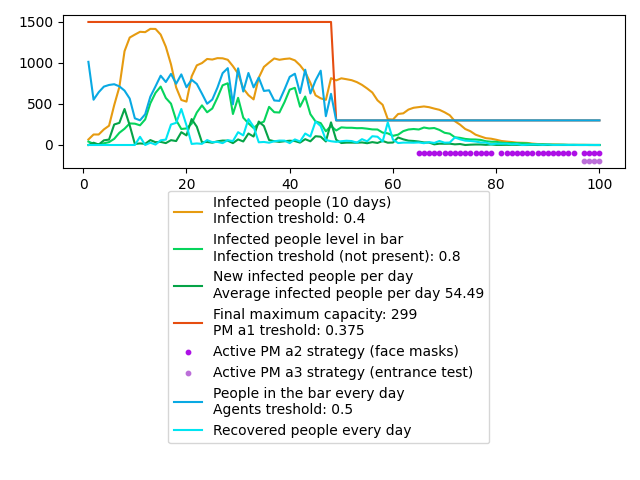 1500
1000
500
0
0 20 40 60 80 100
Infected people (10 days)
Infection treshold: 0.4
Infected people level in bar
Infection treshold (not present): 0.8
New infected people per day
Average infected people per day 54.49
Final maximum capacity: 299
PM a1 treshold: 0.375
Active PM a2 strategy (face masks)
Active PM a3 strategy (entrance test)
People in the bar every day
Agents treshold: 0.5
Recovered people every day